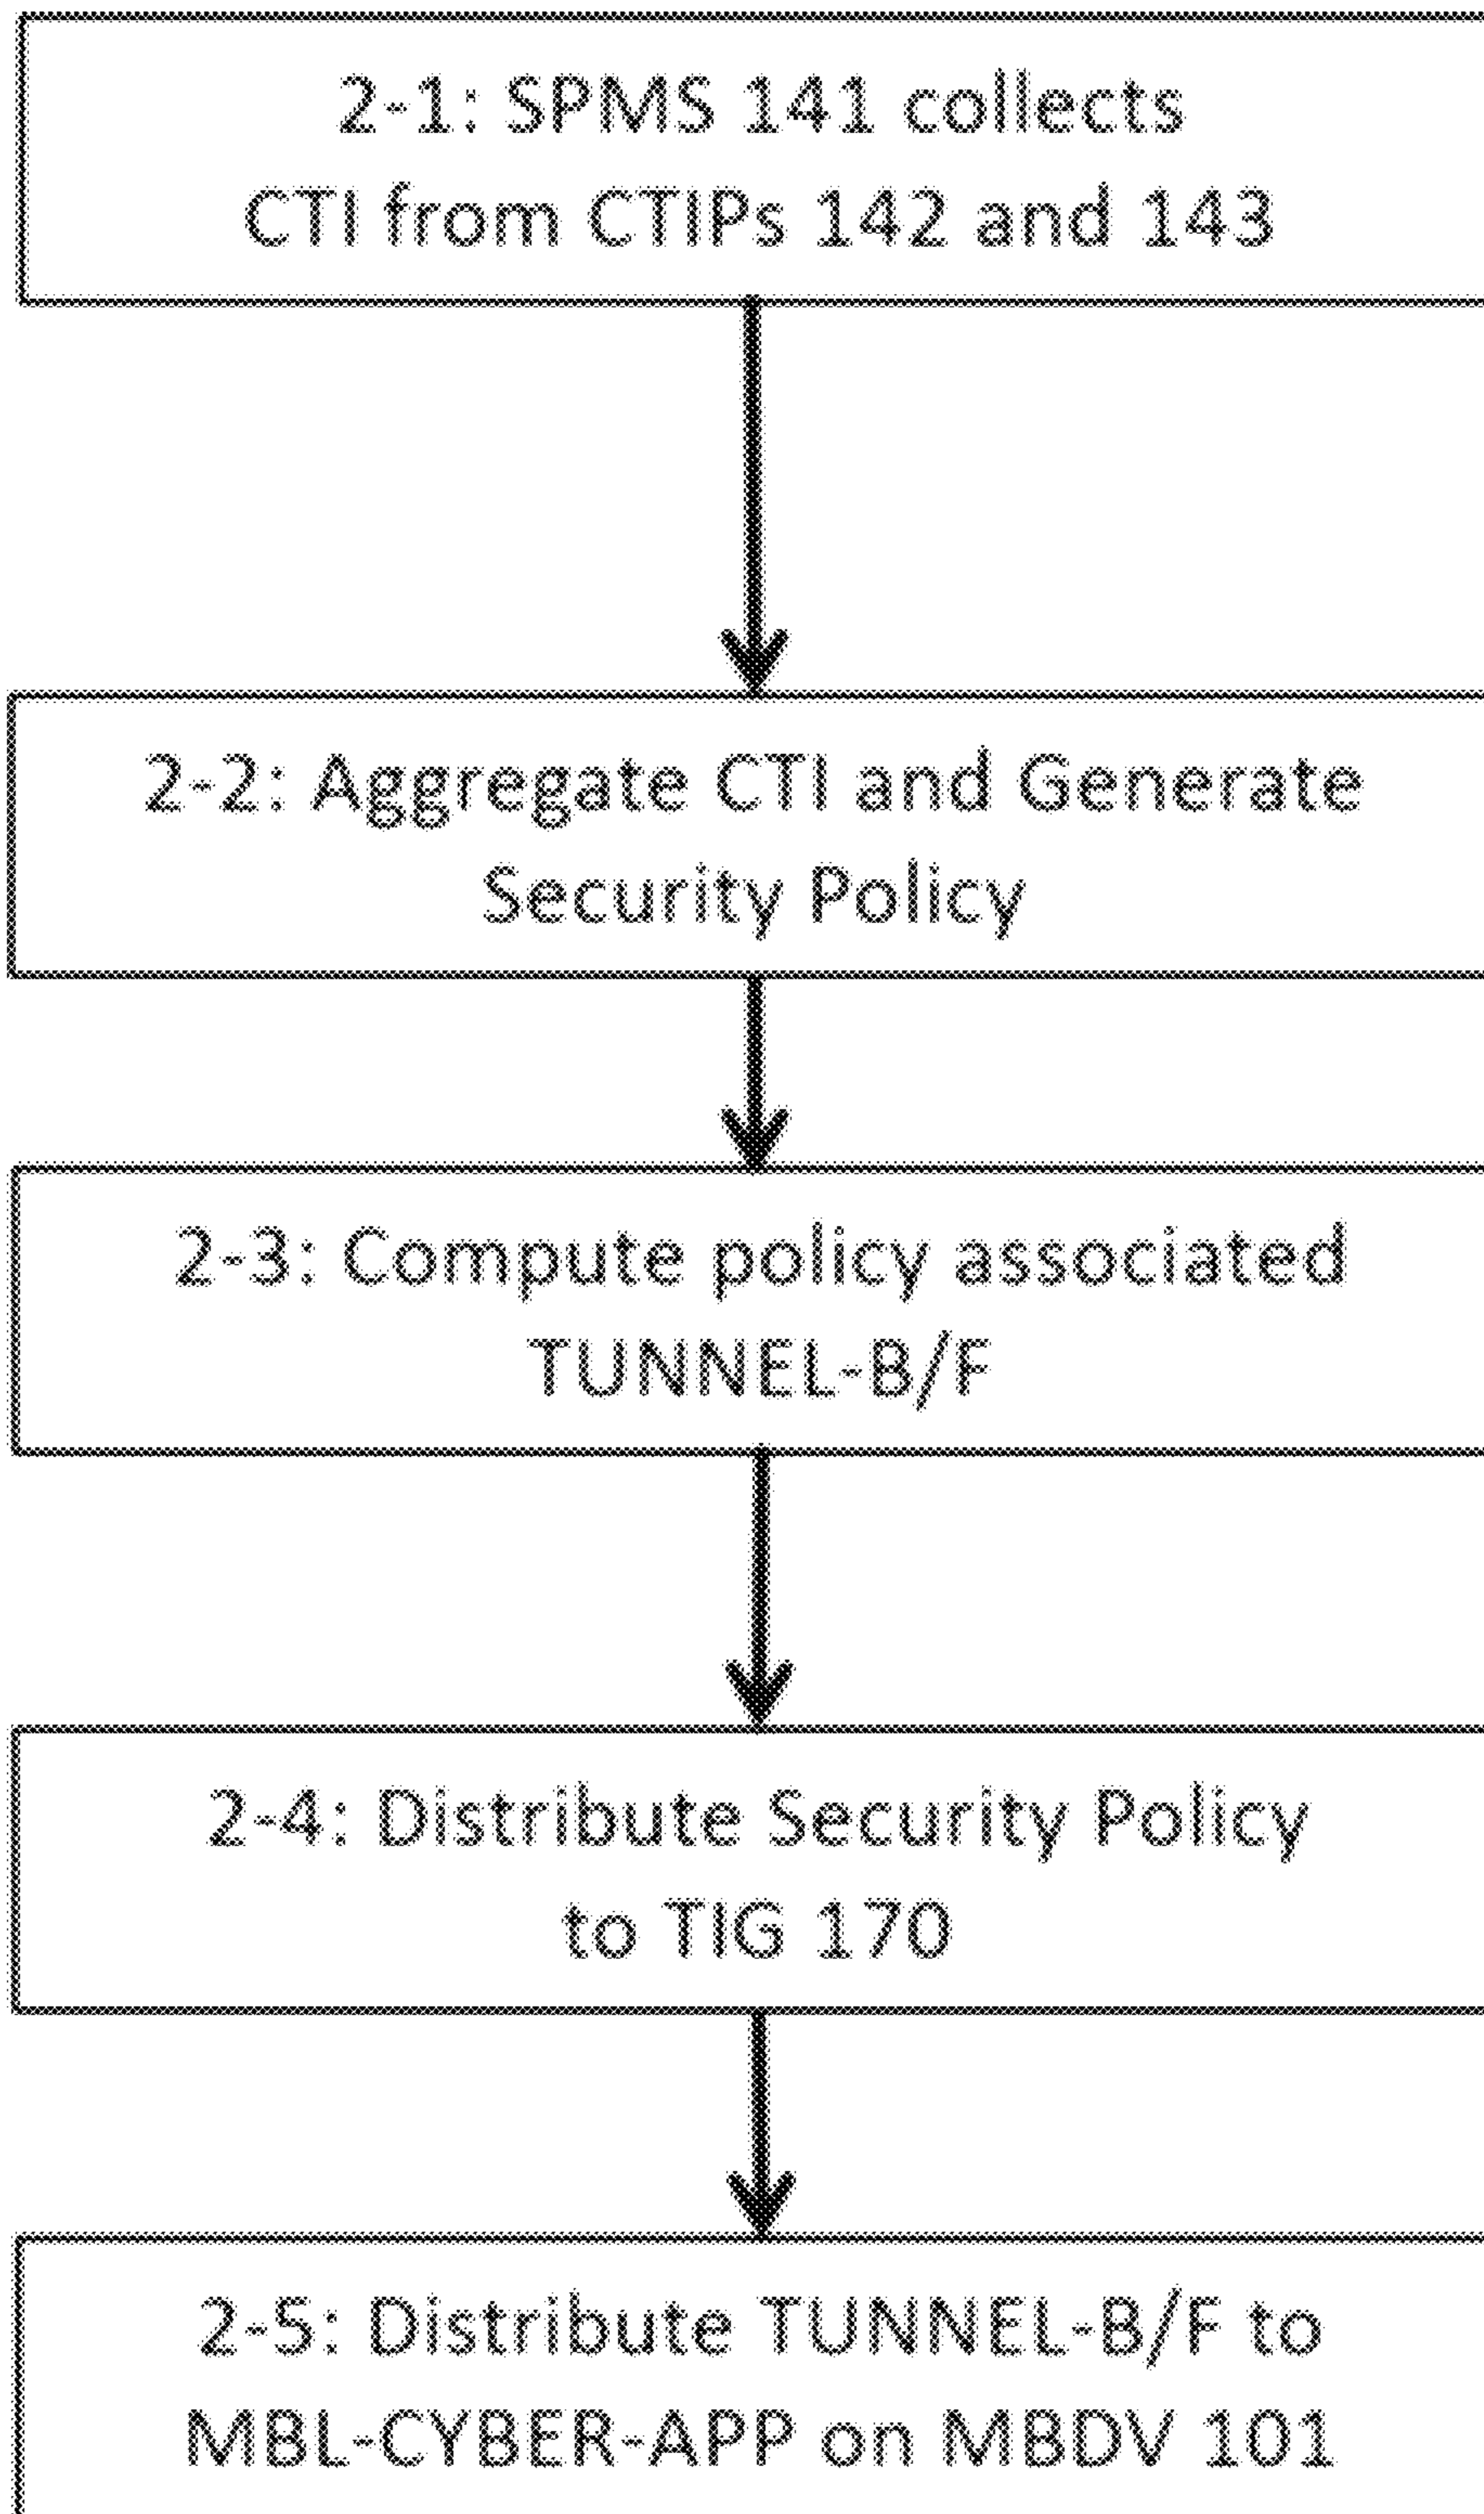 2-1: SPMS 141 collects
CTI from CTIPs 142 and 143
2-2: Aggregate CTI and Generate
Security Policy
2-3: Compute policy associated
TUNNEL-B/F
2-4: Distribute Security Policy
to TIG 170
2-5: Distribute TUNNEL-B/F to
MBL-CYBER-APP on MBDV 101